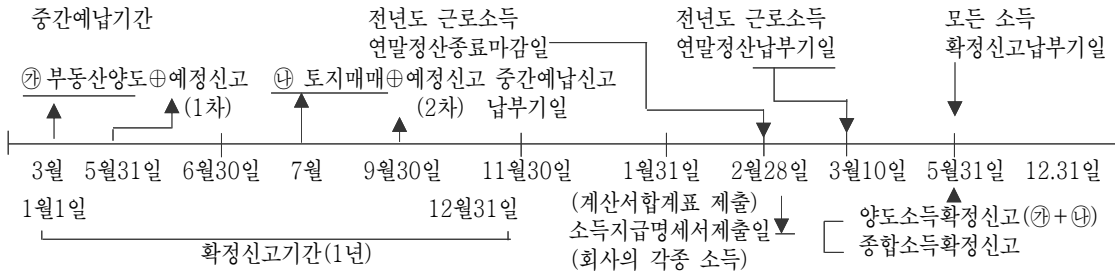 중간예납기간
전년도 근로소득
연말정산종료마감일
전년도 근로소득
연말정산납부기일
모든 소득
확정신고납부기일
㉮ 부동산양도⊕예정신고
(1차)
㉯ 토지매매⊕예정신고
(2차)
중간예납신고
납부기일
3월 5월31일 6월30일 7월 9월30일 11월30일 1월31일 2월28일 3월10일 5월31일 12.31일
1월1일 12월31일
확정신고기간(1년)
(계산서합계표 제출)
소득지급명세서제출일
(회사의 각종 소득)
양도소득확정신고(㉮+㉯)
종합소득확정신고